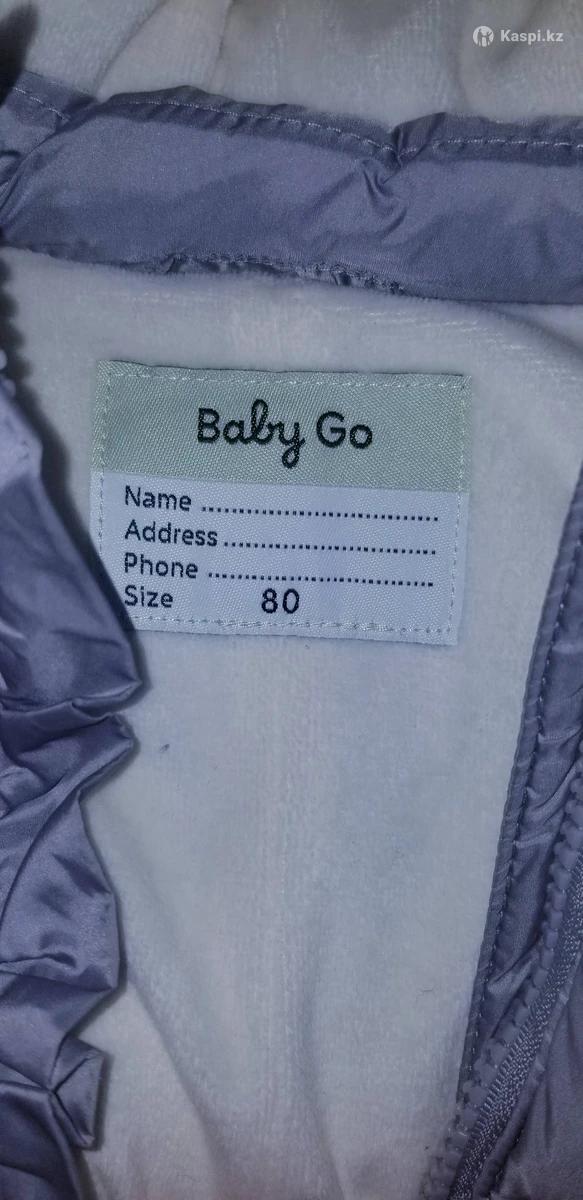 Kaspi.kz
Baby Go
Name ........................................
Address ....................................
Phone ......................................
Size 80